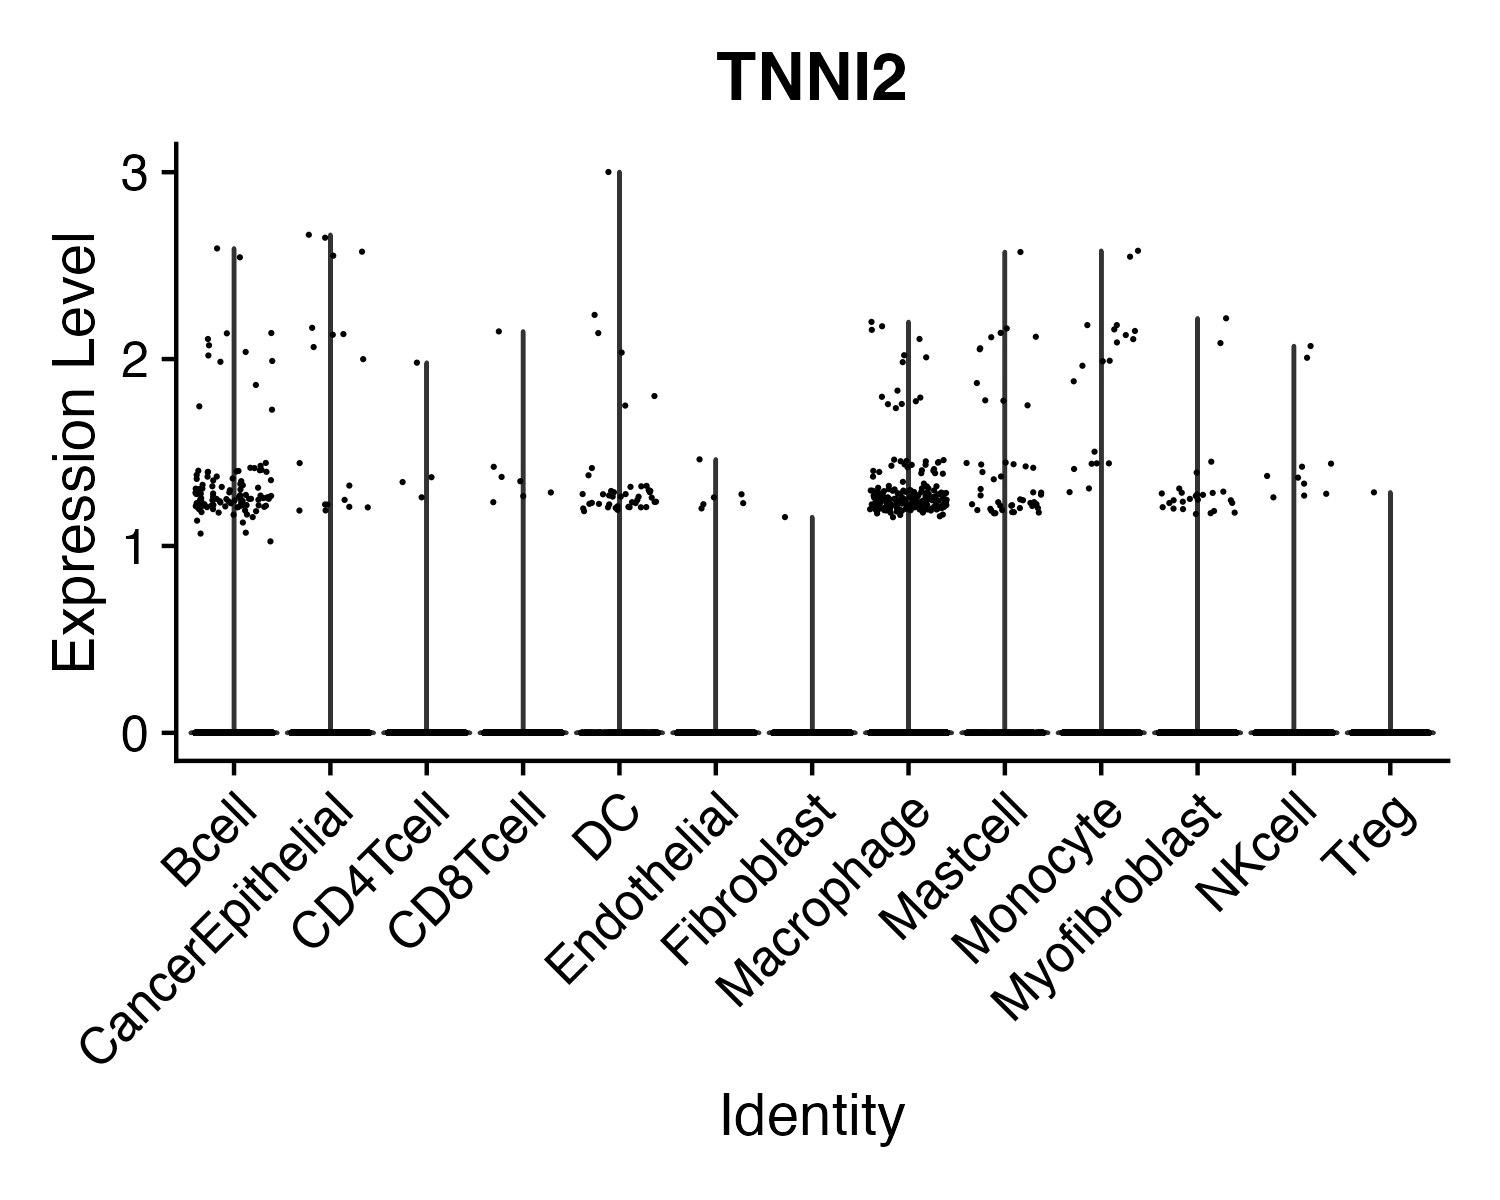 TNNI2
Expression Level
3
2
1
0
Bcell
CancerEpithelial
CD4Tcell
CD8Tcell
DC
Endothelial
Fibroblast
Macrophage
Mastcell
Monocyte
Myofibroblast
NKcell
Treg
Identity